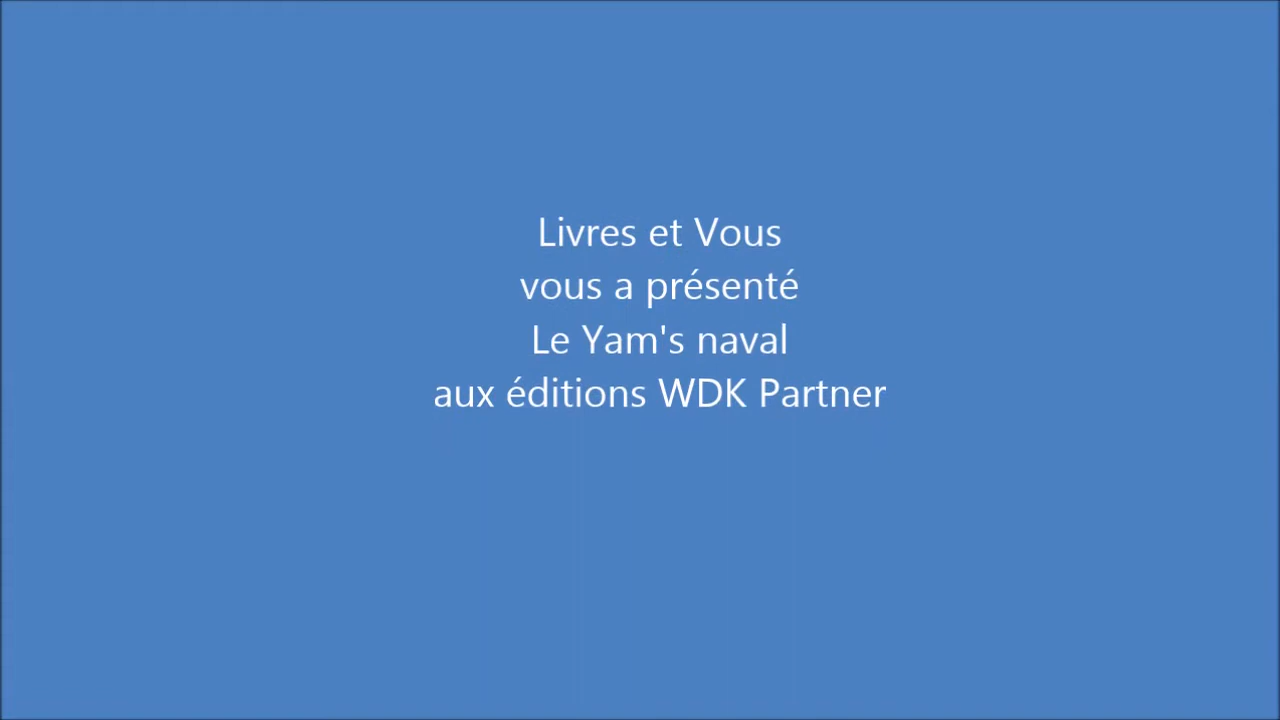 Livres et Vous
vous a présenté
Le Yam's naval
aux éditions WDK Partner